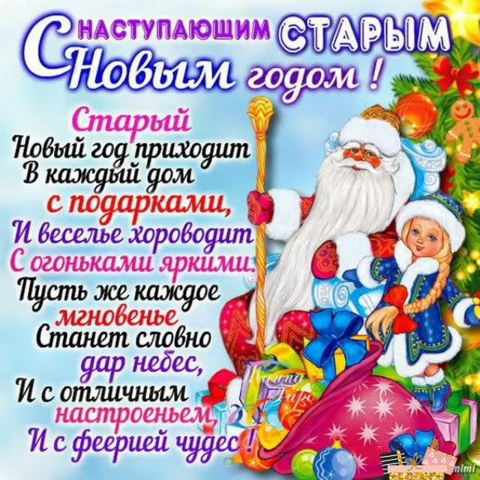 С НАСТУПАЮЩИМ СТАРЫМ
Новым годом !
Старый
Новый год приходит
В каждый дом
с подарками,
И веселье хороводит
С огоньками яркими.
Пусть же каждое
мгновенье
Станет словно
дар небес,
И с отличным
настроеньем,
И с феерией чудес !
mimi